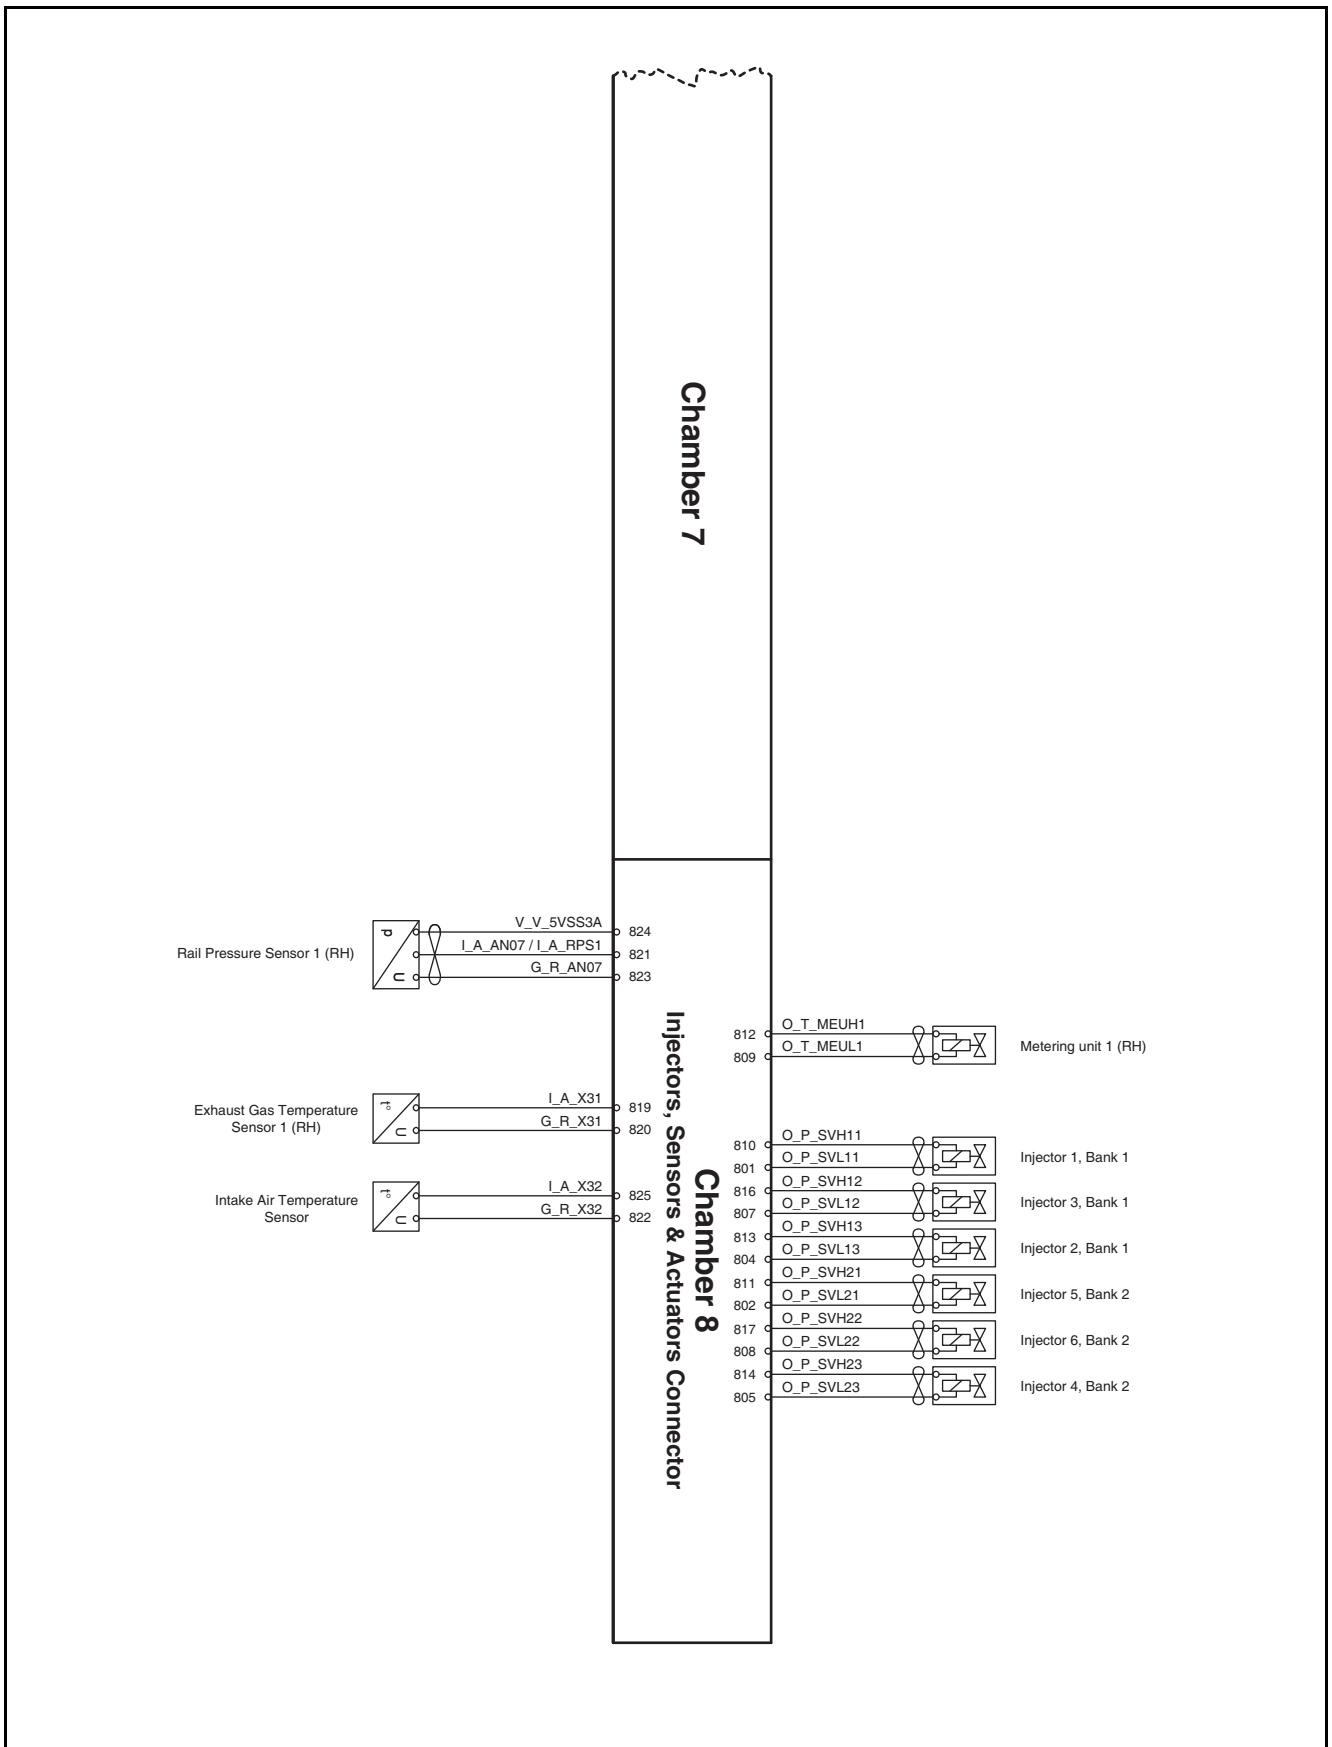 Chamber 7
Rail Pressure Sensor 1 (RH)
p
U
V_V_5VSS3A
824
I_A_AN07 / I_A_RPS1
821
G_R_AN07
823
Exhaust Gas Temperature
Sensor 1 (RH)
t°
U
I_A_X31
819
G_R_X31
820
Intake Air Temperature
Sensor
t°
U
I_A_X32
825
G_R_X32
822
Chamber 8
Injectors, Sensors & Actuators Connector
812
O_T_MEUH1
809
O_T_MEUL1
Metering unit 1 (RH)
810
O_P_SVH11
801
O_P_SVL11
Injector 1, Bank 1
816
O_P_SVH12
807
O_P_SVL12
Injector 3, Bank 1
813
O_P_SVH13
804
O_P_SVL13
Injector 2, Bank 1
811
O_P_SVH21
802
O_P_SVL21
Injector 5, Bank 2
817
O_P_SVH22
808
O_P_SVL22
Injector 6, Bank 2
814
O_P_SVH23
805
O_P_SVL23
Injector 4, Bank 2